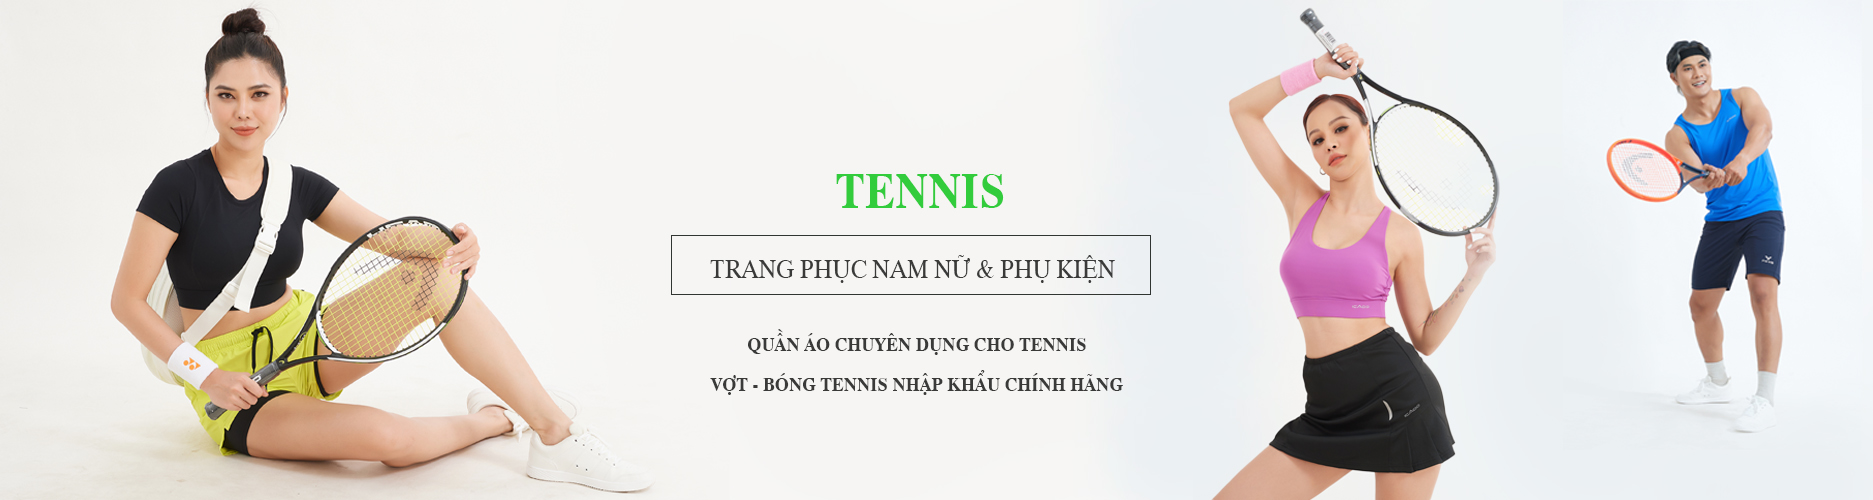 TENNIS
TRANG PHỤC NAM NỮ & PHỤ KIỆN
QUẦN ÁO CHUYÊN DỤNG CHO TENNIS
VỢT - BÓNG TENNIS NHẬP KHẨU CHÍNH HÃNG